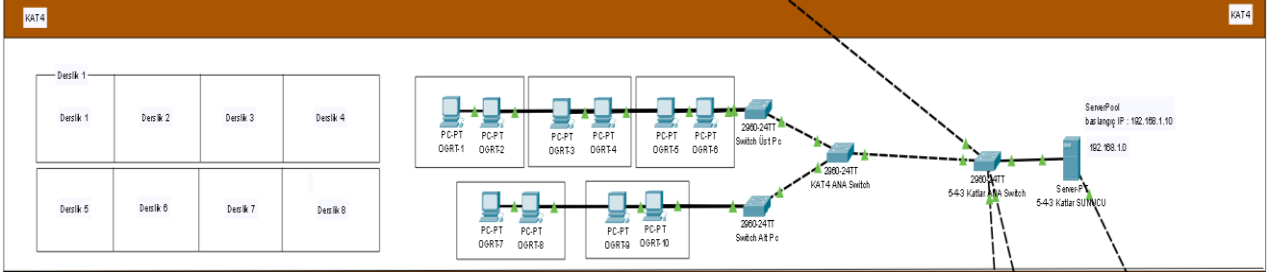 KAT4
KAT4
Derslik 1
Derslik 1
Derslik 2
Derslik 3
Derslik 4
Derslik 5
Derslik 6
Derslik 7
Derslik 8
PC-PT
OGRT-1
PC-PT
OGRT-2
PC-PT
OGRT-3
PC-PT
OGRT-4
PC-PT
OGRT-5
PC-PT
OGRT-6
2960-24TT
Switch Üst Pc
PC-PT
OGRT-7
PC-PT
OGRT-8
PC-PT
OGRT-9
PC-PT
OGRT-10
2960-24TT
Switch Alt Pc
2960-24TT
KAT4 ANA Switch
2960-24TT
5-4-3 Katlar ANA Switch
ServerPool
baslangıç IP : 192.168.1.10
192.168.1.0
Server-PT
5-4-3 Katlar SUNUCU